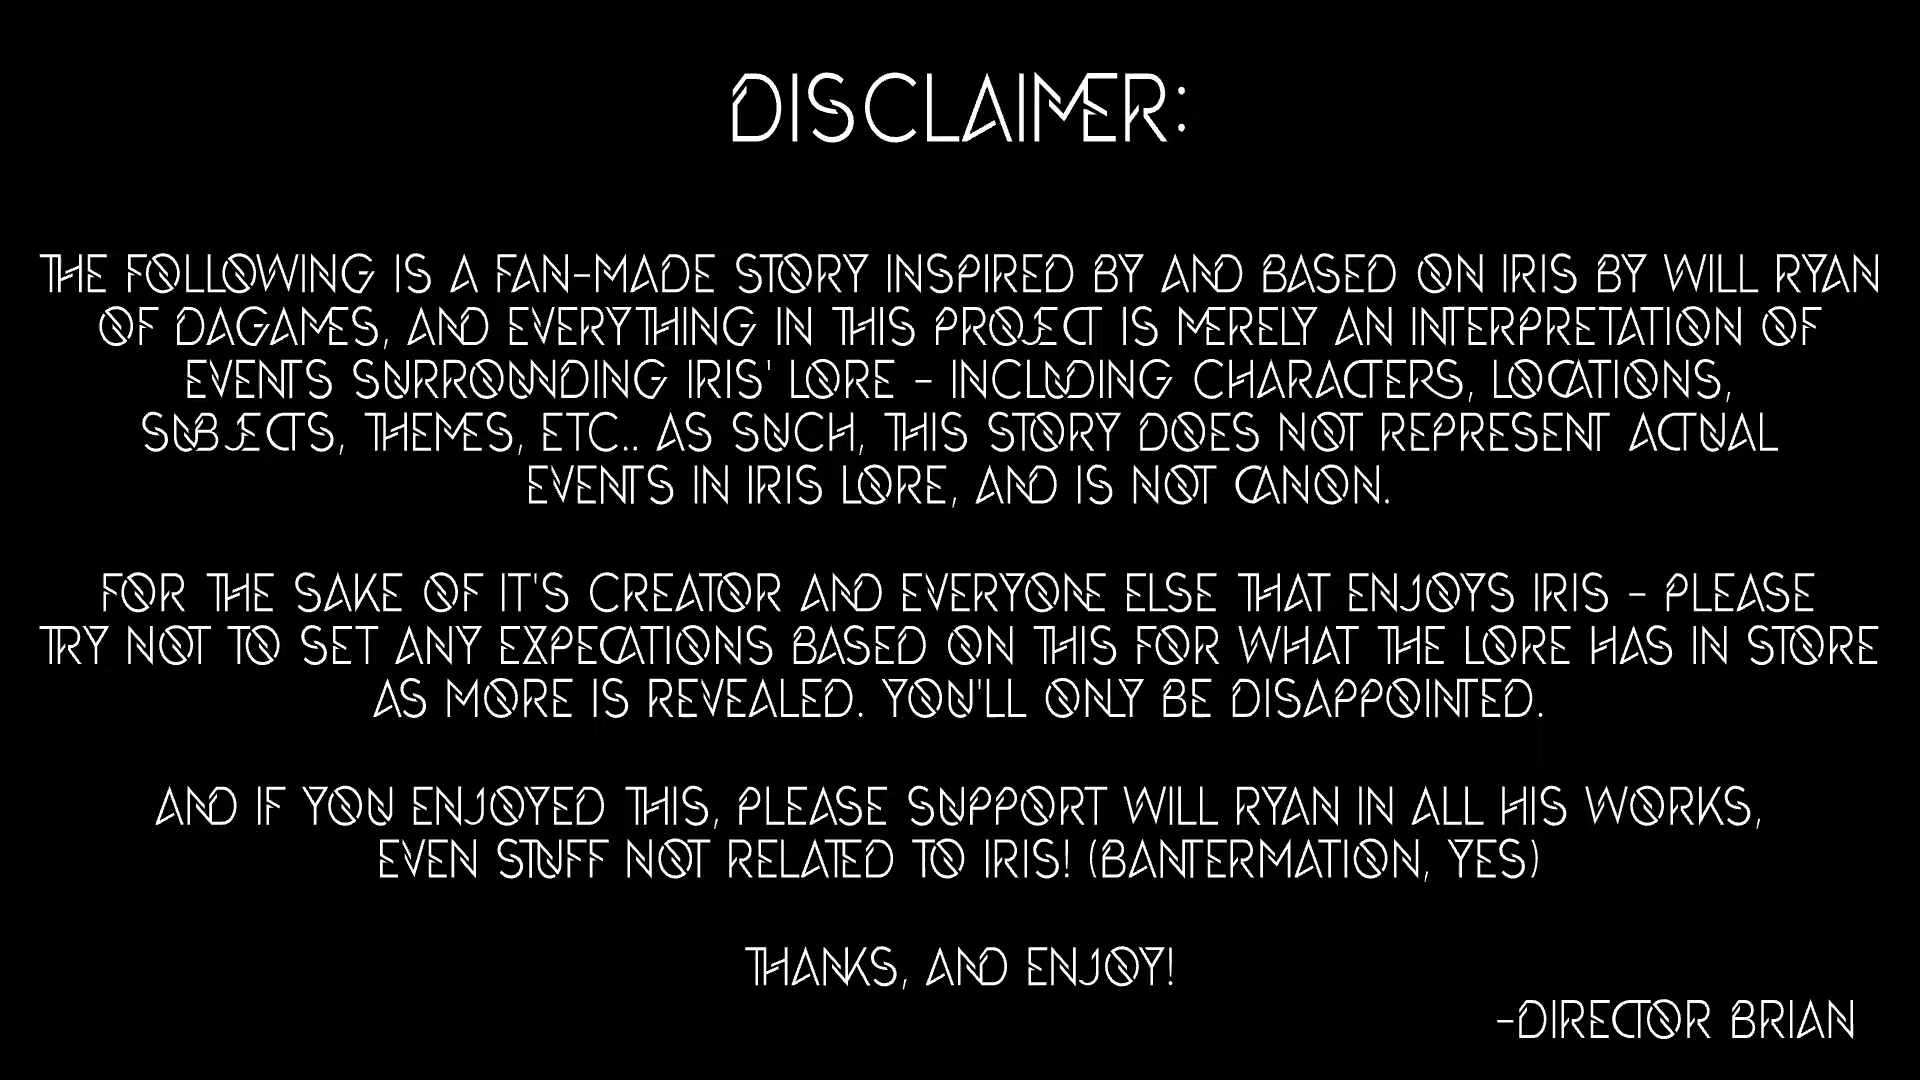 DISCLAIMER:
THE FOLLOWING IS A FAN-MADE STORY INSPIRED BY AND BASED ON IRIS BY WILL RYAN
OF DAGAMES, AND EVERYTHING IN THIS PROJECT IS MERELY AN INTERPRETATION OF
EVENTS SURROUNDING IRIS' LORE - INCLUDING CHARACTERS, LOCATIONS,
SUBJECTS, THEMES, ETC.. AS SUCH, THIS STORY DOES NOT REPRESENT ACTUAL
EVENTS IN IRIS LORE, AND IS NOT CANON.
FOR THE SAKE OF IT'S CREATOR AND EVERYONE ELSE THAT ENJOYS IRIS - PLEASE
TRY NOT TO SET ANY EXPECATIONS BASED ON THIS FOR WHAT THE LORE HAS IN STORE
AS MORE IS REVEALED. YOU'LL ONLY BE DISAPPOINTED.
AND IF YOU ENJOYED THIS, PLEASE SUPPORT WILL RYAN IN ALL HIS WORKS,
EVEN STUFF NOT RELATED TO IRIS! (BANTERMATION, YES)
THANKS, AND ENJOY!
-DIRECTOR BRIAN